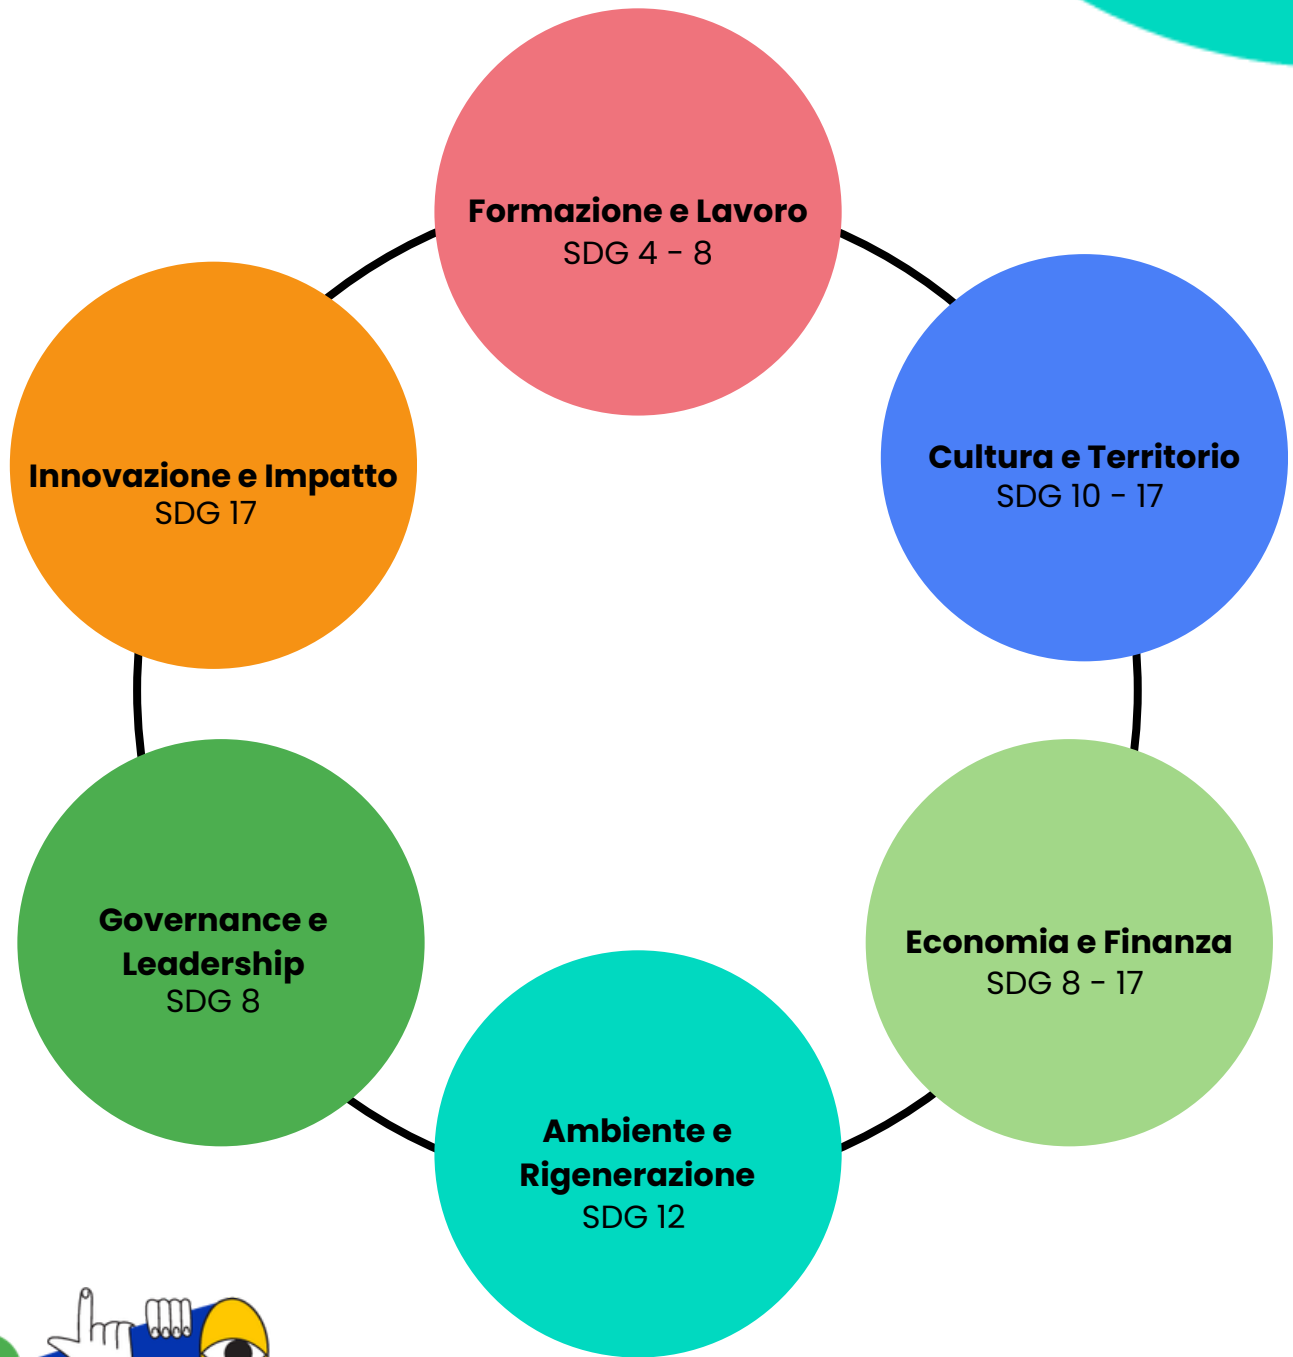 Formazione e Lavoro
SDG 4 - 8
Cultura e Territorio
SDG 10 - 17
Economia e Finanza
SDG 8 - 17
Ambiente e
Rigenerazione
SDG 12
Governance e
Leadership
SDG 8
Innovazione e Impatto
SDG 17